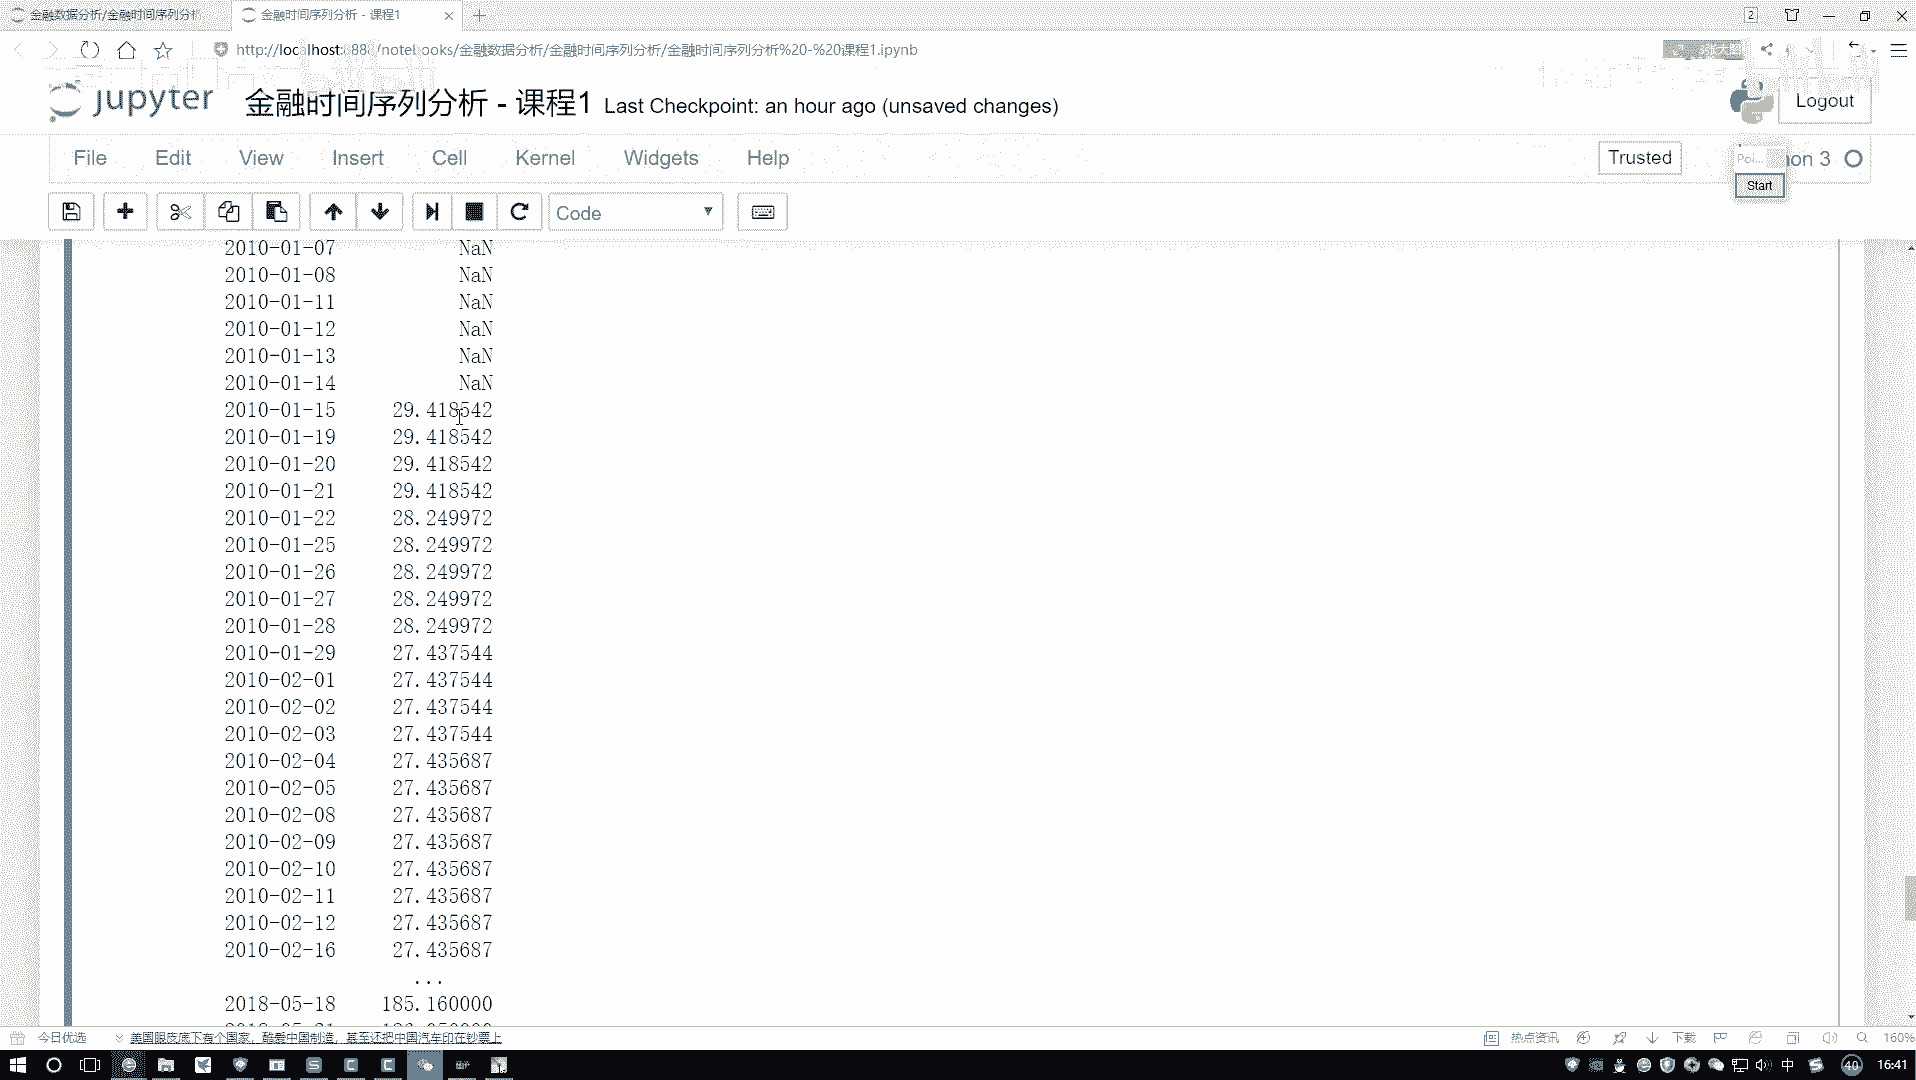 金融数据分析/金融时间序列分析
金融时间序列分析 - 课程1
2
http://localhost:888/notebooks/金融数据分析/金融时间序列分析/金融时间序列分析%20-%20课程1.ipynb
3张大图
jupyter
金融时间序列分析 - 课程1 Last Checkpoint: an hour ago (unsaved changes)
Logout
File Edit View Insert Cell Kernel Widgets Help
Trusted
Poi... on 3
Start
Code
2010-01-07 NaN
2010-01-08 NaN
2010-01-11 NaN
2010-01-12 NaN
2010-01-13 NaN
2010-01-14 NaN
2010-01-15 29.418542
2010-01-19 29.418542
2010-01-20 29.418542
2010-01-21 29.418542
2010-01-22 28.249972
2010-01-25 28.249972
2010-01-26 28.249972
2010-01-27 28.249972
2010-01-28 28.249972
2010-01-29 27.437544
2010-02-01 27.437544
2010-02-02 27.437544
2010-02-03 27.437544
2010-02-04 27.435687
2010-02-05 27.435687
2010-02-08 27.435687
2010-02-09 27.435687
2010-02-10 27.435687
2010-02-11 27.435687
2010-02-12 27.435687
2010-02-16 27.435687
...
2018-05-18 185.160000
今日优选
美国眼皮底下有个国家，酷爱中国制造，甚至还把中国汽车印在钞票上
热点资讯
下载
160%
中
40
16:41